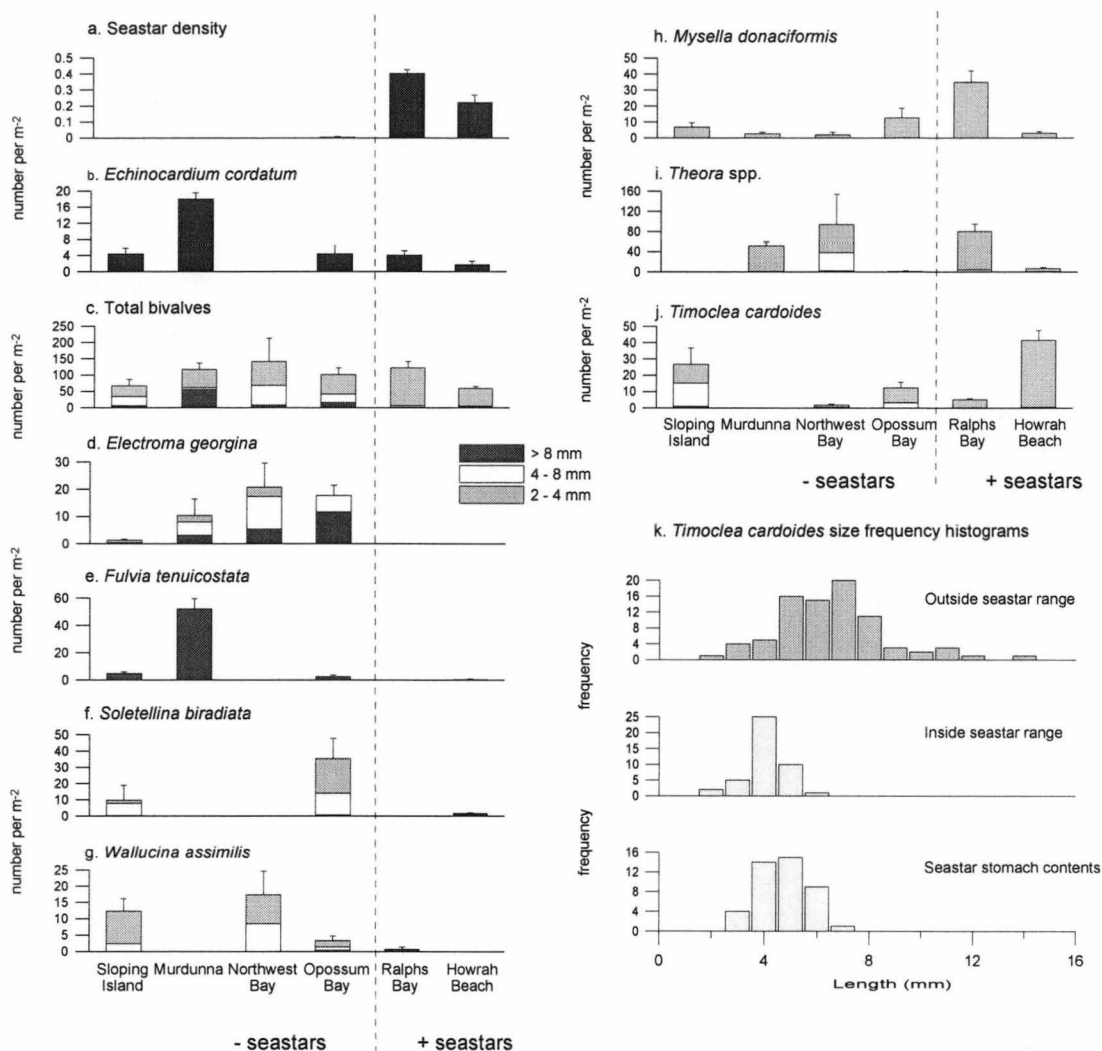 a. Seastar density
0.5
0.4
0.3
0.2
0.1
0
number per m-2
b. Echinocardium cordatum
20
16
12
8
4
0
c. Total bivalves
250
200
150
100
50
0
number per m-2
d. Electroma georgina
30
20
10
0
> 8 mm
4 - 8 mm
2 - 4 mm
e. Fulvia tenuicostata
60
40
20
0
number per m-2
f. Soletellina biradiata
50
40
30
20
10
0
g. Wallucina assimilis
25
20
15
10
5
0
number per m-2
Sloping Island
Murdunna
Northwest Bay
Opossum Bay
Ralphs Bay
Howrah Beach
- seastars
+ seastars
h. Mysella donaciformis
50
40
30
20
10
0
number per m-2
i. Theora spp.
160
120
80
40
0
j. Timoclea cardoides
50
40
30
20
10
0
number per m-2
Sloping Island
Murdunna
Northwest Bay
Opossum Bay
Ralphs Bay
Howrah Beach
- seastars
+ seastars
k. Timoclea cardoides size frequency histograms
20
16
12
8
4
0
Outside seastar range
frequency
25
20
15
10
5
0
Inside seastar range
frequency
16
12
8
4
0
Seastar stomach contents
0
4
8
12
16
Length (mm)